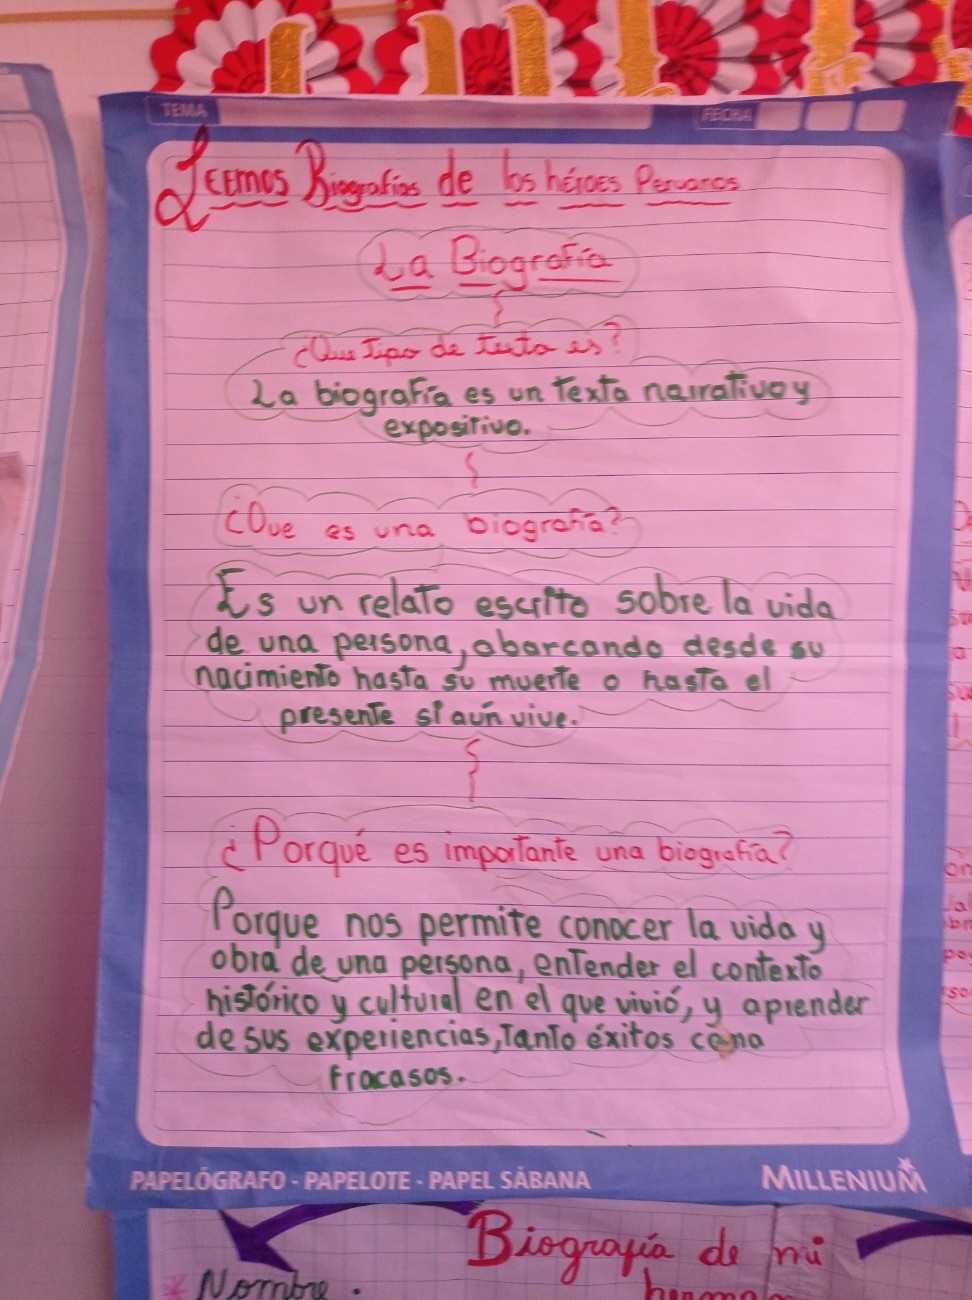 TEMA
FECHA
Leemos Biografías de los héroes Peruanos
La Biografía
¿Que Tipo de texto es?
La biografía es un Texto narrativo y
expositivo.
¿Que es una biografía?
Es un relato escrito sobre la vida
de una persona, abarcando desde su
nacimiento hasta su muerte o hasta el
presente si aún vive.
¿Porqué es importante una biografía?
Porque nos permite conocer la vida y
obra de una persona, entender el contexto
histórico y cultural en el que vivió, y aprender
de sus experiencias, Tanto éxitos como
fracasos.
PAPELÓGRAFO - PAPELOTE - PAPEL SÁBANA
MILLENIUM
Biografía de mi
Nombre.